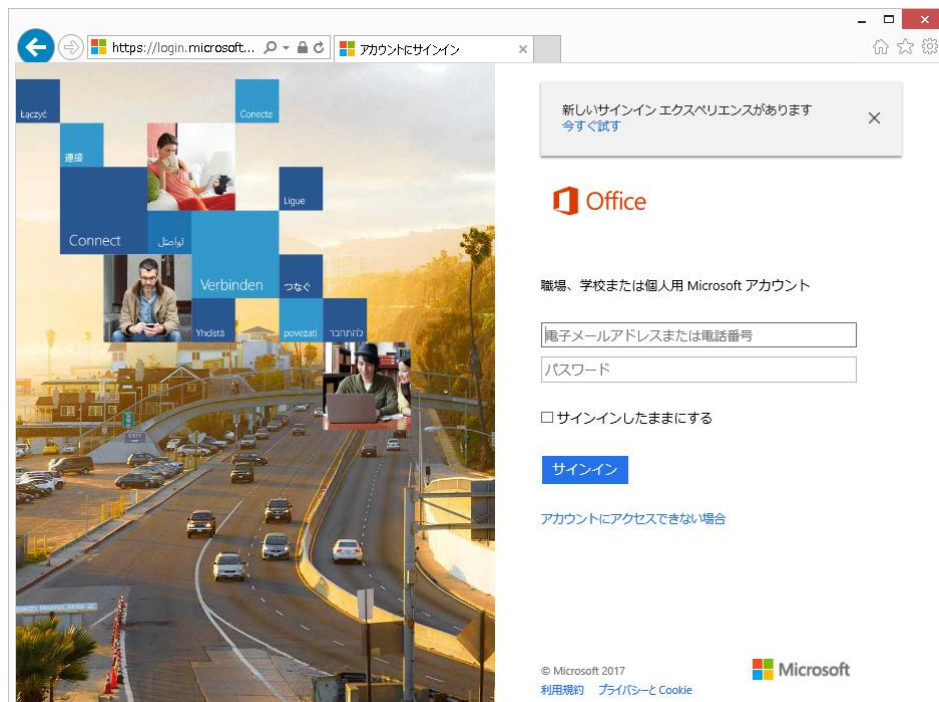 https://login.microsoft...
アカウントにサインイン
新しいサインイン エクスペリエンスがあります
今すぐ試す
Łączyć
Conecte
連接
Ligue
Connect
تواصل
Verbinden
つなぐ
Yhdistä
povezati
להתחבר
EXIT
Office
職場、学校または個人用 Microsoft アカウント
電子メールアドレスまたは電話番号
パスワード
サインインしたままにする
サインイン
アカウントにアクセスできない場合
© Microsoft 2017
Microsoft
利用規約 プライバシーと Cookie